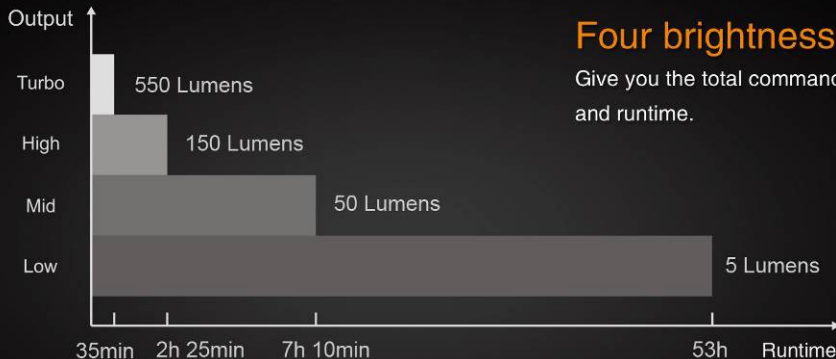 Output
Four brightness
Give you the total command
and runtime.
Turbo
550 Lumens
High
150 Lumens
Mid
50 Lumens
Low
5 Lumens
35min 2h 25min 7h 10min 53h Runtime